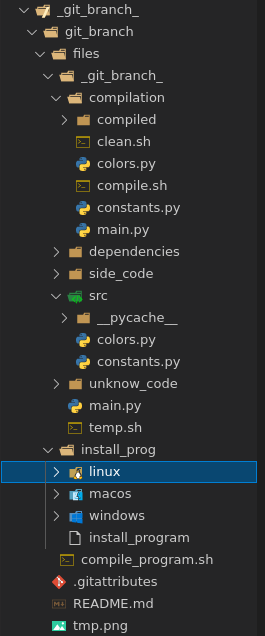 _git_branch_
git_branch
files
_git_branch_
compilation
compiled
clean.sh
colors.py
compile.sh
constants.py
main.py
dependencies
side_code
src
__pycache__
colors.py
constants.py
unknow_code
main.py
temp.sh
install_prog
linux
macos
windows
install_program
compile_program.sh
.gitattributes
README.md
tmp.png